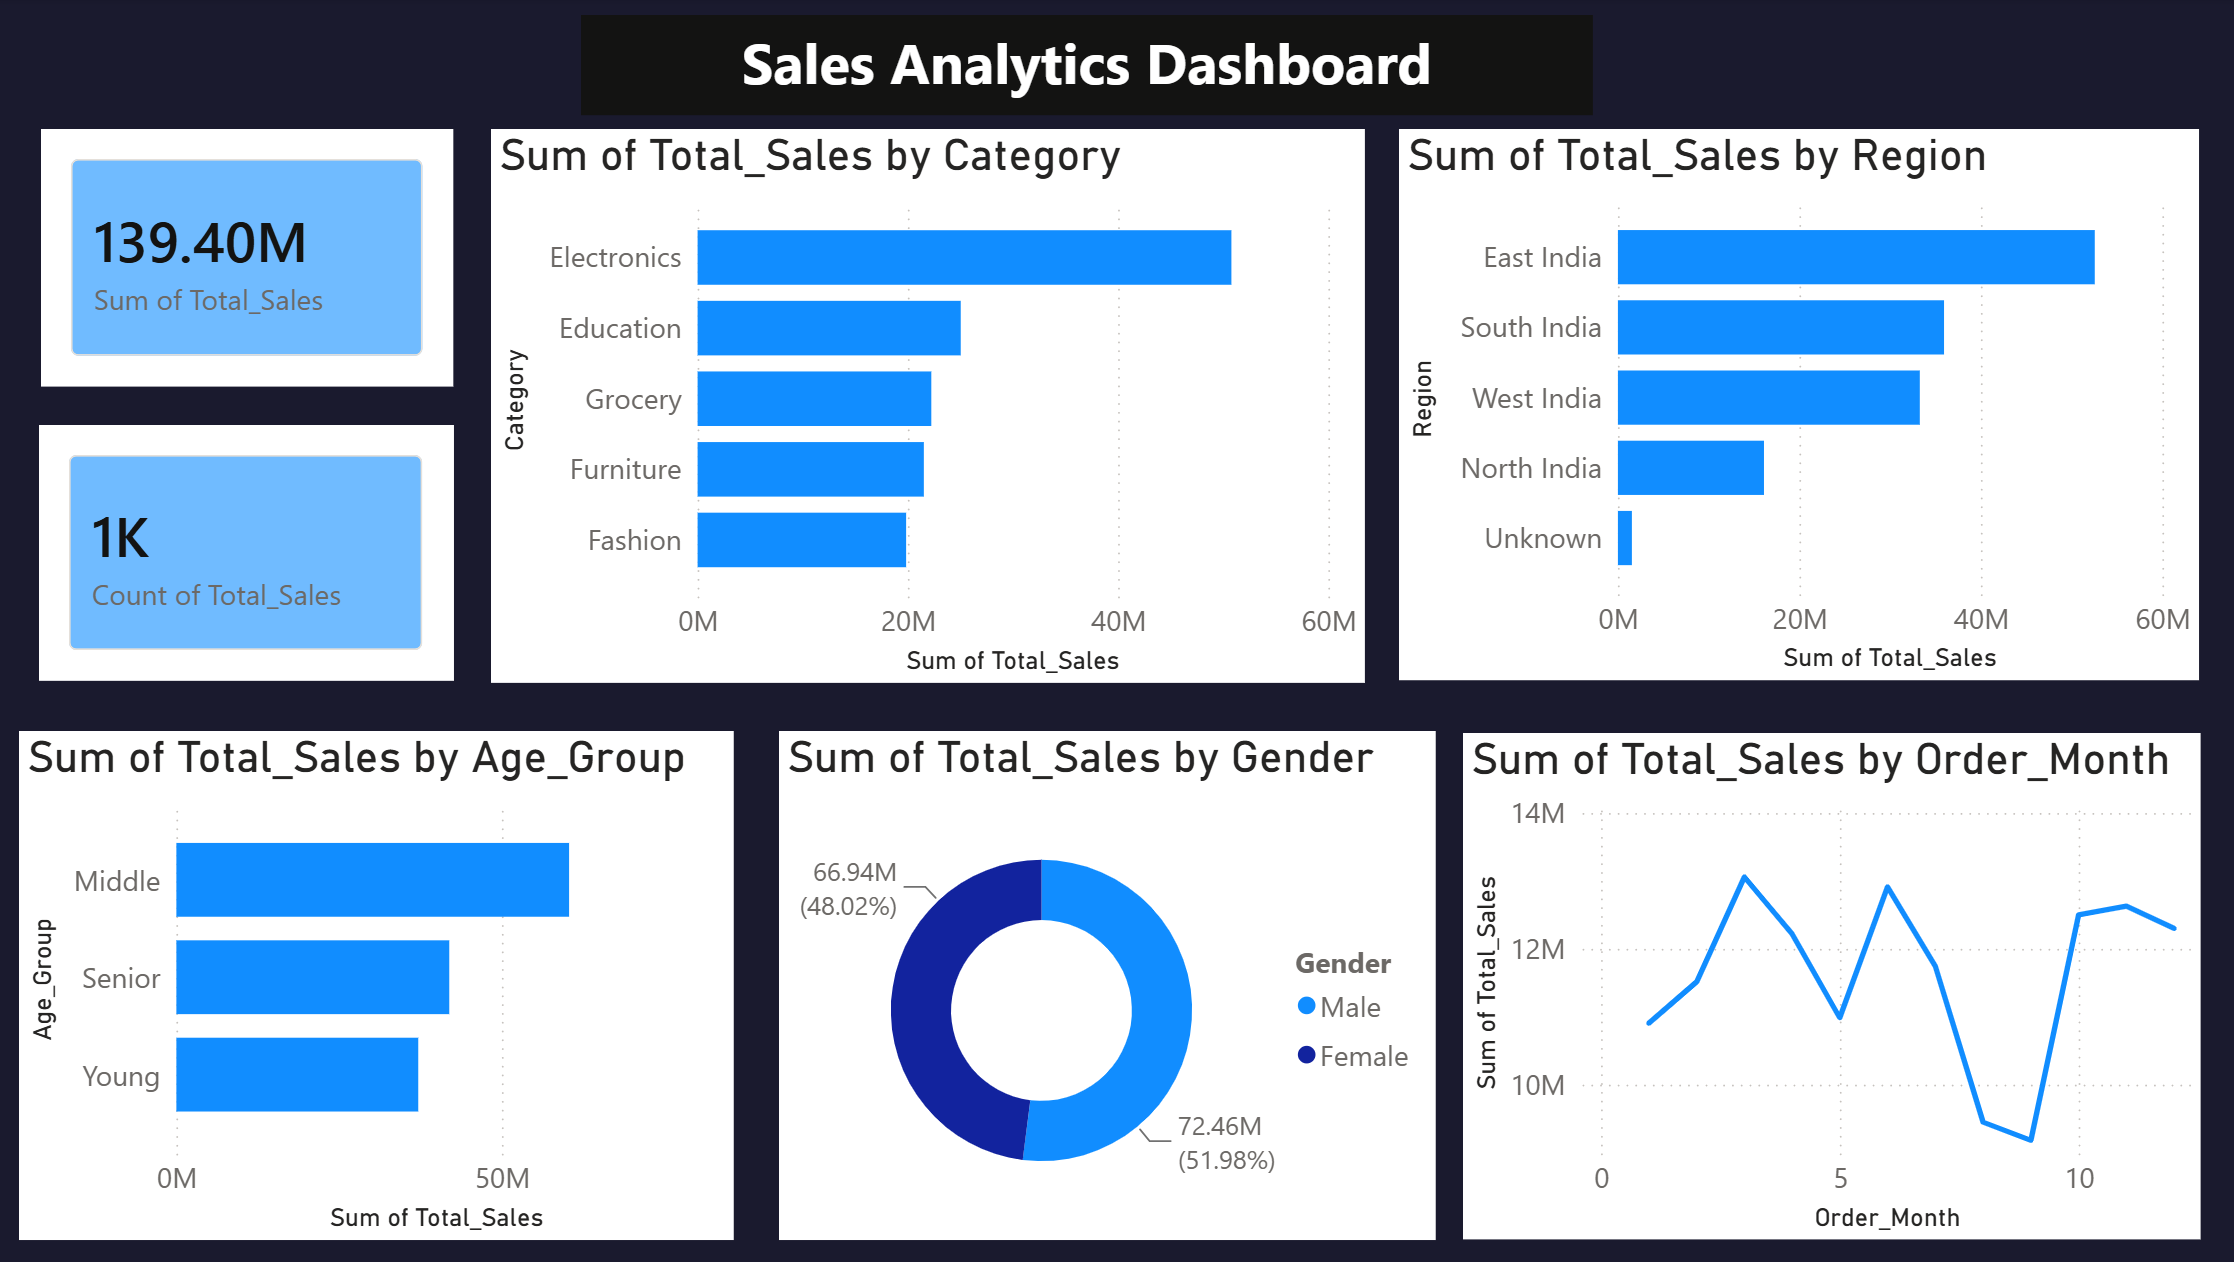 Sales Analytics Dashboard
139.40M
Sum of Total_Sales
1K
Count of Total_Sales
Sum of Total_Sales by Category
Category
Electronics
Education
Grocery
Furniture
Fashion
0M 20M 40M 60M
Sum of Total_Sales
Sum of Total_Sales by Region
Region
East India
South India
West India
North India
Unknown
0M 20M 40M 60M
Sum of Total_Sales
Sum of Total_Sales by Age_Group
Age_Group
Middle
Senior
Young
0M 50M
Sum of Total_Sales
Sum of Total_Sales by Gender
66.94M
(48.02%)
72.46M
(51.98%)
Gender
Male
Female
Sum of Total_Sales by Order_Month
Sum of Total_Sales
14M
12M
10M
0 5 10
Order_Month